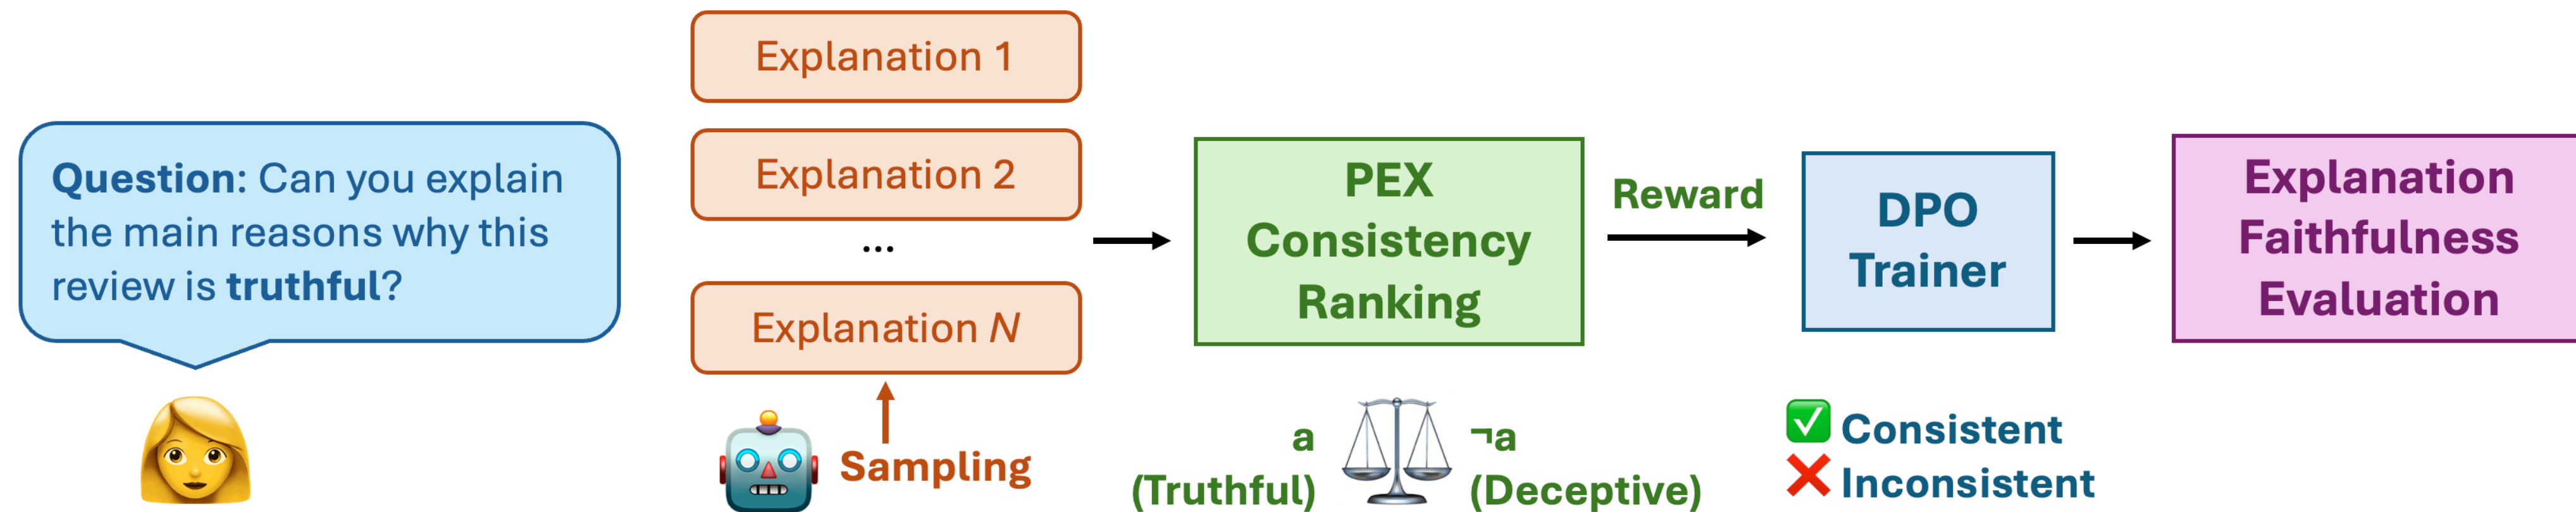 Question: Can you explain
the main reasons why this
review is truthful?
Explanation 1
Explanation 2
...
Explanation N
Sampling
PEX
Consistency
Ranking
a
(Truthful)
¬a
(Deceptive)
Reward
DPO
Trainer
✅ Consistent
❌ Inconsistent
Explanation
Faithfulness
Evaluation